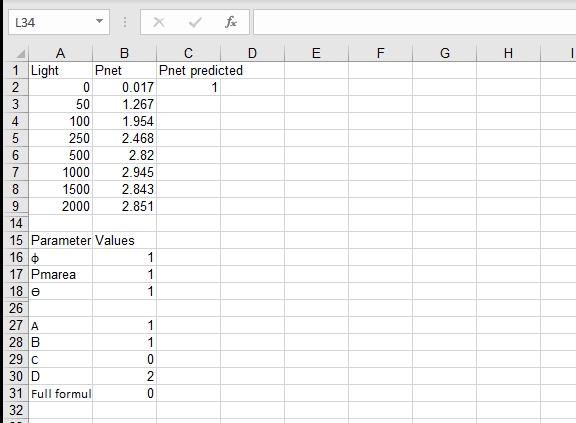 L34 fx
A B C D E F G H I
1 Light Pnet Pnet predicted
2 0 0.017 1
3 50 1.267
4 100 1.954
5 250 2.468
6 500 2.82
7 1000 2.945
8 1500 2.843
9 2000 2.851
14
15 Parameter Values
16 ϕ 1
17 Pmarea 1
18 Θ 1
26
27 A 1
28 B 1
29 C 0
30 D 2
31 Full formul 0
32